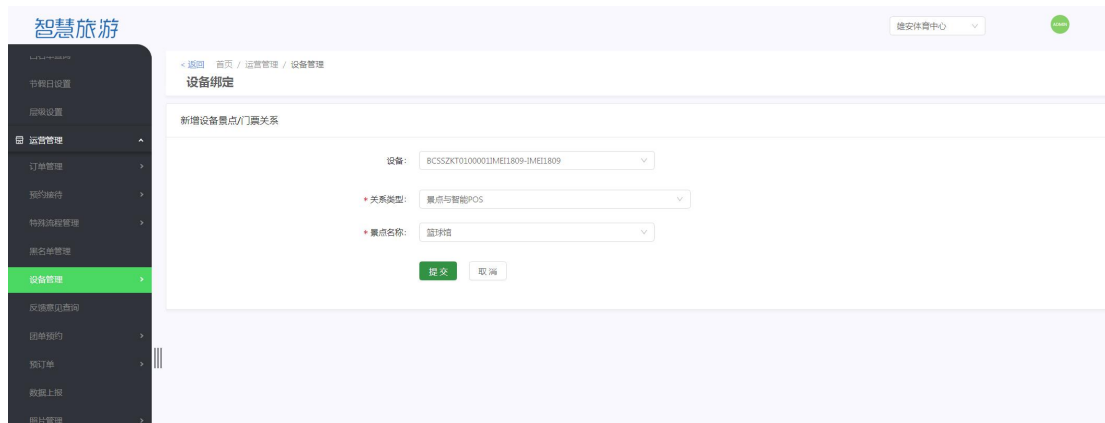 智慧旅游
雄安体育中心
节假日设置
层级设置
运营管理
订单管理
预约接待
特殊流程管理
黑名单管理
设备管理
反馈意见查询
团单预约
预订单
数据上报
照片管理
< 返回 首页 / 运营管理 / 设备管理
设备绑定
新增设备景点/门票关系
设备: BCSSZKT0100001IMEI1809-IMEI1809
* 关系类型: 景点与智能POS
* 景点名称: 篮球馆
提交 取消